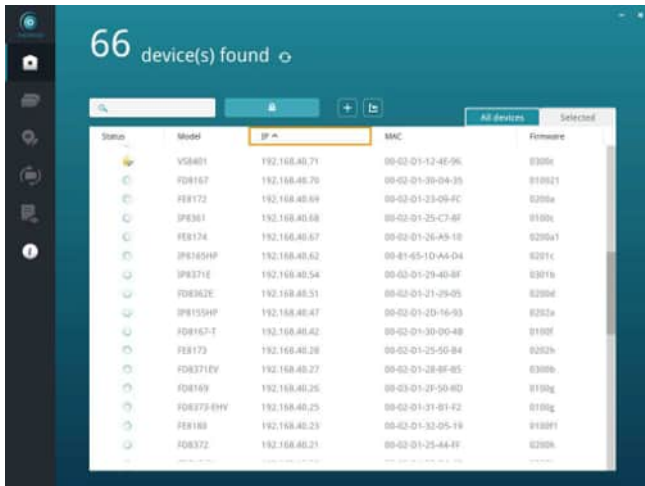 66 device(s) found
All devices Selected
Status Model IP MAC Firmware
VS8401 192.168.40.71 00-02-D1-12-4E-96 0300c
FD8167 192.168.40.70 00-02-D1-30-04-35 010021
FE8172 192.168.40.69 00-02-D1-23-09-FC 0200a
IP8361 192.168.40.68 00-02-D1-25-C7-8F 0100c
FE8174 192.168.40.67 00-02-D1-26-A9-10 0200a1
IP8165HP 192.168.40.62 00-81-65-1D-A4-D4 0201c
IP8371E 192.168.40.54 00-02-D1-29-40-8F 0301b
FD8362E 192.168.40.51 00-02-D1-21-29-05 0200d
IP8155HP 192.168.40.47 00-02-D1-2D-16-93 0202a
FD8167-T 192.168.40.42 00-02-D1-30-D0-4B 0100f
FE8173 192.168.40.28 00-02-D1-25-50-B4 0202h
FD8371EV 192.168.40.27 00-02-D1-28-8F-85 0300b
FD8169 192.168.40.26 00-03-D1-2F-50-8D 0100g
FD8373-EHV 192.168.40.25 00-02-D1-31-B1-F2 0100g
FE8180 192.168.40.23 00-02-D1-32-D5-19 0100f1
FD8372 192.168.40.21 00-02-D1-25-44-FF 0200h